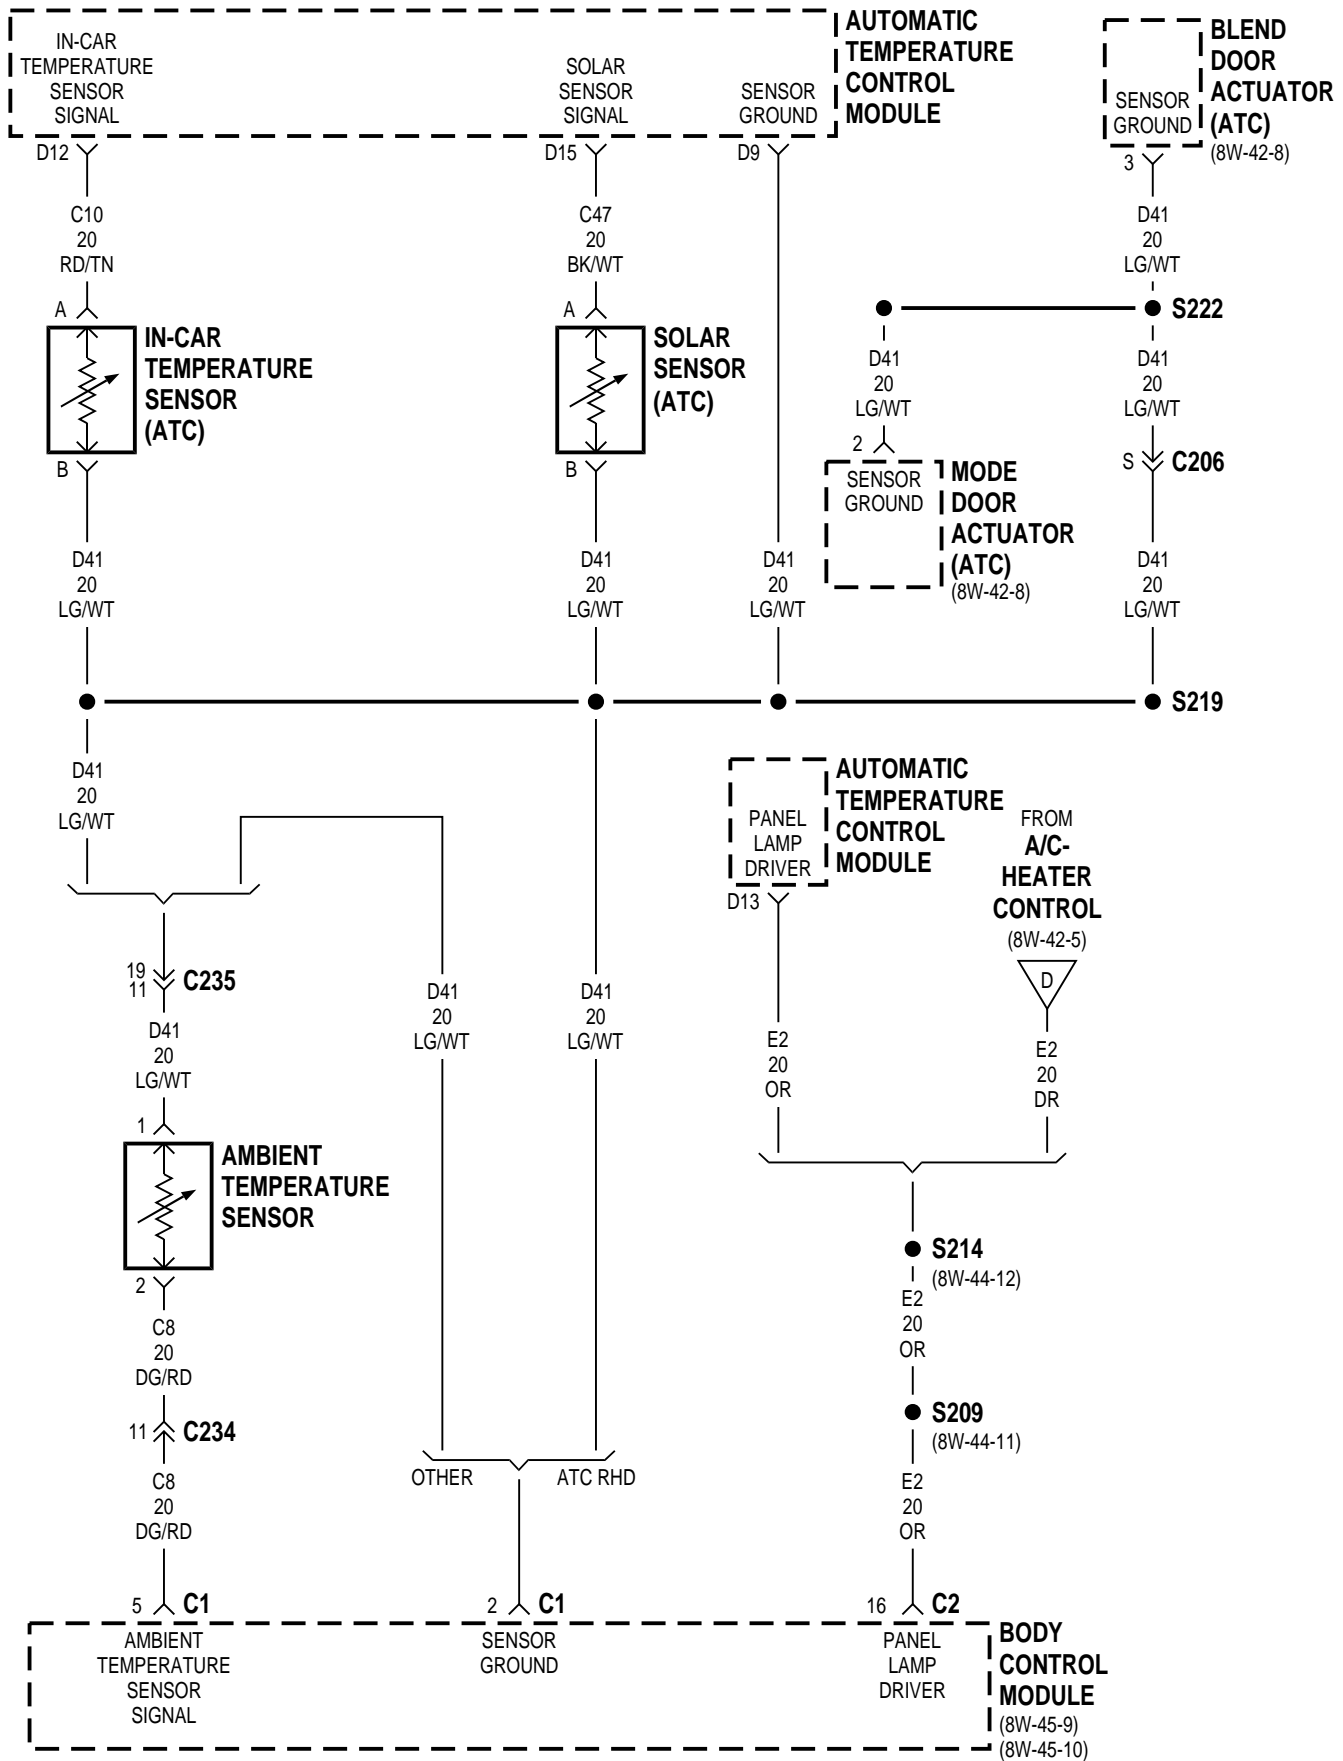 AUTOMATIC
TEMPERATURE
CONTROL
MODULE
IN-CAR
TEMPERATURE
SENSOR
SIGNAL
SOLAR
SENSOR
SIGNAL
SENSOR
GROUND
BLEND
DOOR
ACTUATOR
(ATC)
(8W-42-8)
SENSOR
GROUND
D12
D15
D9
3
C10
20
RD/TN
C47
20
BK/WT
D41
20
LG/WT
A
A
S222
IN-CAR
TEMPERATURE
SENSOR
(ATC)
SOLAR
SENSOR
(ATC)
D41
20
LG/WT
D41
20
LG/WT
B
B
2
S
C206
SENSOR
GROUND
MODE
DOOR
ACTUATOR
(ATC)
(8W-42-8)
D41
20
LG/WT
D41
20
LG/WT
D41
20
LG/WT
D41
20
LG/WT
S219
D41
20
LG/WT
AUTOMATIC
TEMPERATURE
CONTROL
MODULE
PANEL
LAMP
DRIVER
D13
FROM
A/C-
HEATER
CONTROL
(8W-42-5)
D
19
11
C235
D41
20
LG/WT
D41
20
LG/WT
D41
20
LG/WT
E2
20
OR
E2
20
DR
1
AMBIENT
TEMPERATURE
SENSOR
2
S214
(8W-44-12)
C8
20
DG/RD
E2
20
OR
11
C234
S209
(8W-44-11)
OTHER
ATC RHD
C8
20
DG/RD
E2
20
OR
5
C1
2
C1
16
C2
AMBIENT
TEMPERATURE
SENSOR
SIGNAL
SENSOR
GROUND
PANEL
LAMP
DRIVER
BODY
CONTROL
MODULE
(8W-45-9)
(8W-45-10)